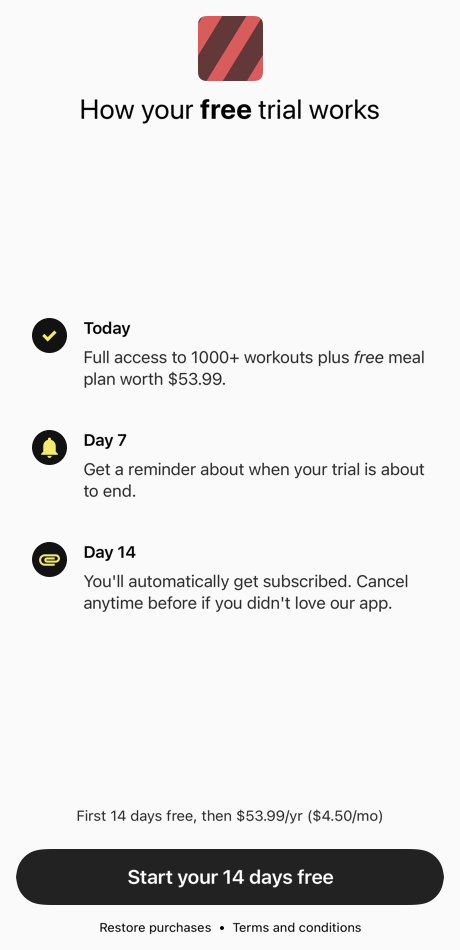 How your free trial works
Today
Full access to 1000+ workouts plus free meal
plan worth $53.99.
Day 7
Get a reminder about when your trial is about
to end.
Day 14
You'll automatically get subscribed. Cancel
anytime before if you didn't love our app.
First 14 days free, then $53.99/yr ($4.50/mo)
Start your 14 days free
Restore purchases • Terms and conditions